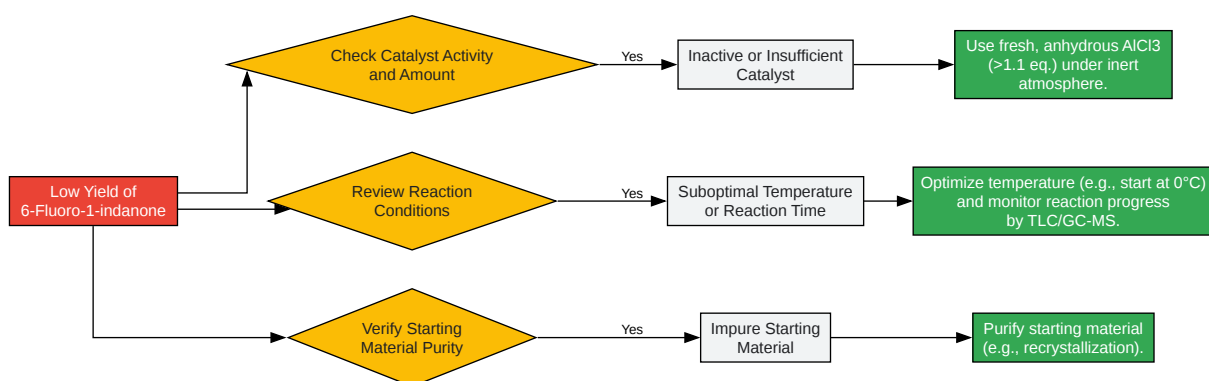 Check Catalyst Activity
and Amount
Yes
Inactive or Insufficient
Catalyst
Use fresh, anhydrous AlCl3
(>1.1 eq.) under inert
atmosphere.
Low Yield of
6-Fluoro-1-indanone
Review Reaction
Conditions
Yes
Suboptimal Temperature
or Reaction Time
Optimize temperature (e.g., start at 0°C)
and monitor reaction progress
by TLC/GC-MS.
Verify Starting
Material Purity
Yes
Impure Starting
Material
Purify starting material
(e.g., recrystallization).